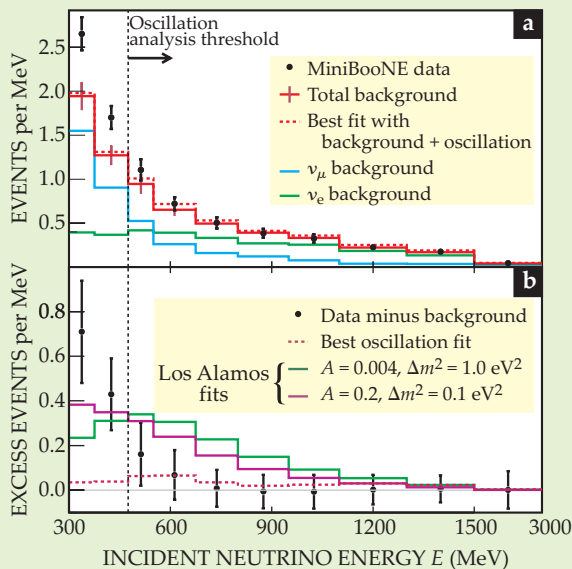 Oscillation
analysis threshold
a
MiniBooNE data
Total background
Best fit with
background + oscillation
νμ background
νe background
EVENTS per MeV
2.5
2.0
1.5
1.0
0.5
b
Data minus background
Best oscillation fit
Los Alamos
fits
A = 0.004, Δm² = 1.0 eV²
A = 0.2, Δm² = 0.1 eV²
EXCESS EVENTS per MeV
0.8
0.6
0.4
0.2
0.0
300 600 900 1200 1500 3000
INCIDENT NEUTRINO ENERGY E (MeV)